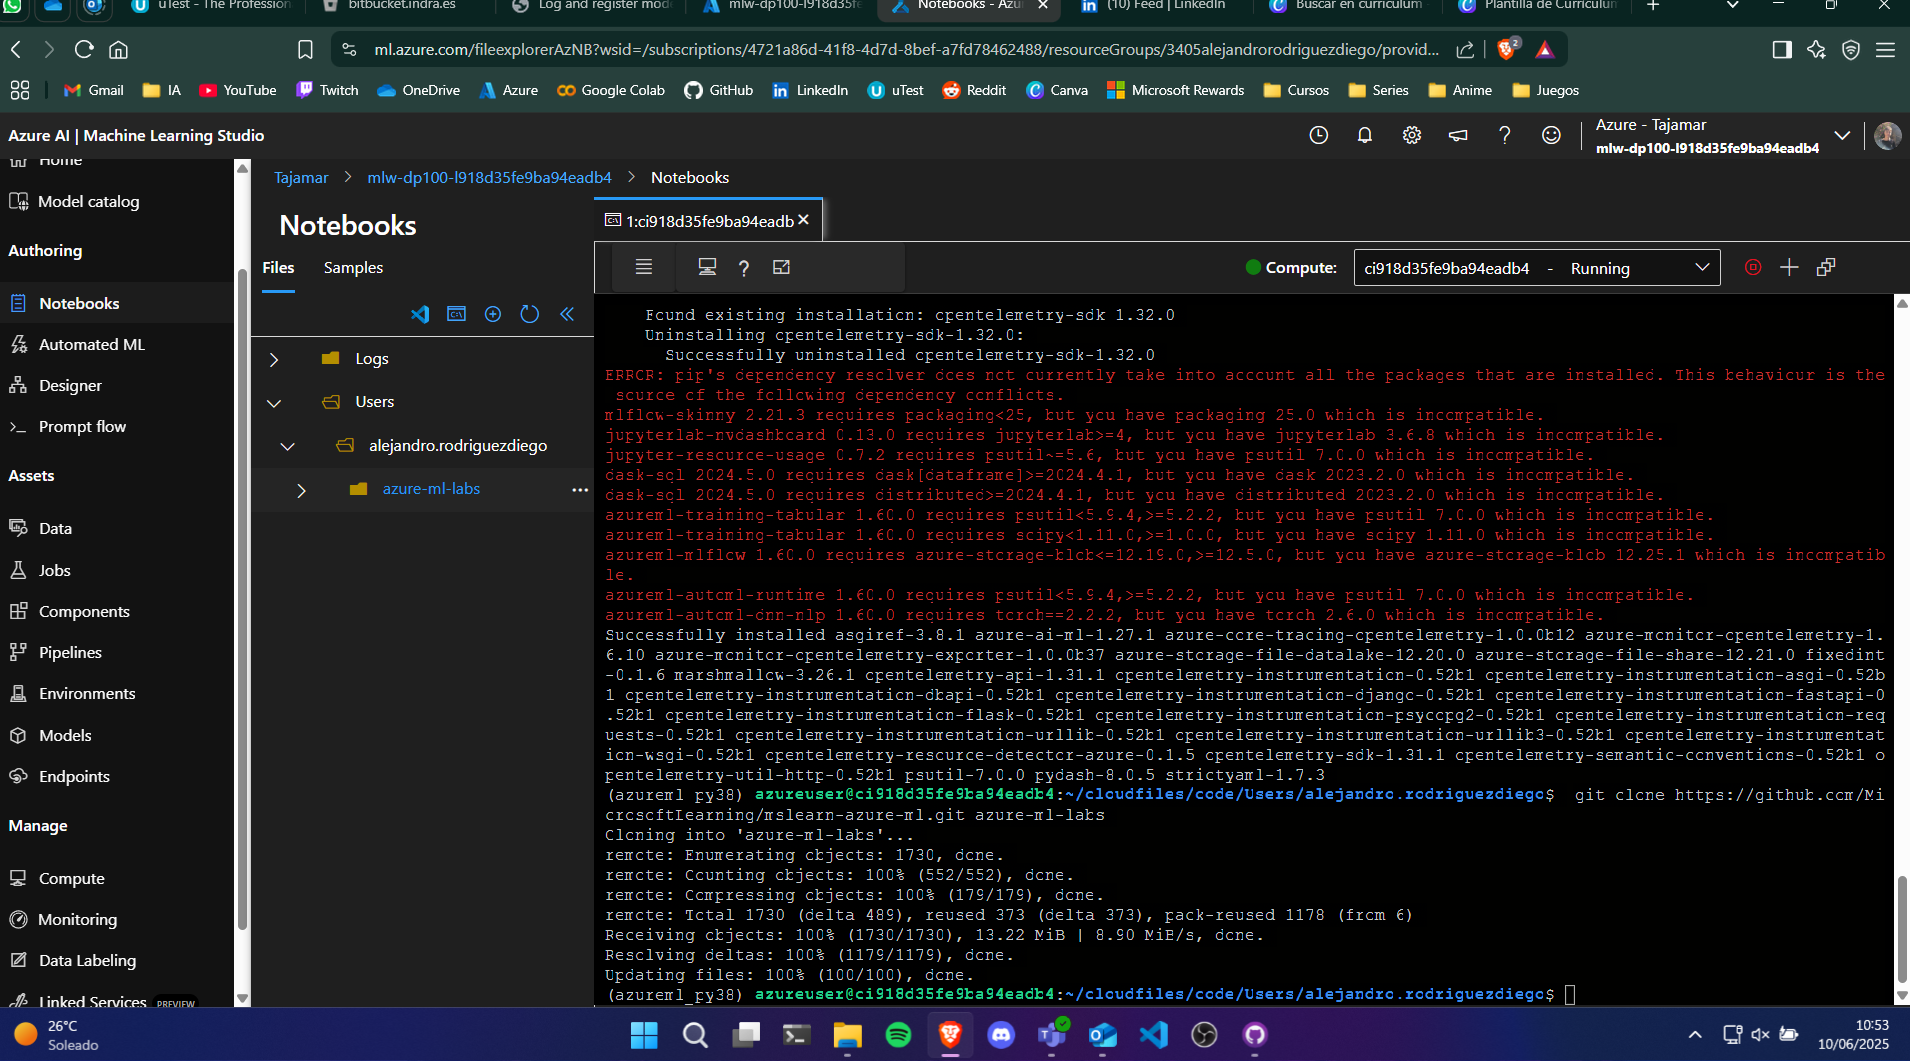 uTest - The Profession
bitbucket.indra.es
Log and register mode
mlw-dp100-l918d35fe
Notebooks - Azu
(10) Feed | LinkedIn
Buscar en curriculum
Plantilla de Curriculum
ml.azure.com/fileexplorerAzNB?wsid=/subscriptions/4721a86d-41f8-4d7d-8bef-a7fd78462488/resourceGroups/3405alejandrorodriguezdiego/provid...
2
Gmail IA YouTube Twitch OneDrive Azure Google Colab GitHub LinkedIn uTest Reddit Canva Microsoft Rewards Cursos Series Anime Juegos
Azure AI | Machine Learning Studio
Azure - Tajamar
mlw-dp100-l918d35fe9ba94eadb4
Home
Model catalog
Authoring
Notebooks
Automated ML
Designer
Prompt flow
Assets
Data
Jobs
Components
Pipelines
Environments
Models
Endpoints
Manage
Compute
Monitoring
Data Labeling
Linked Services PREVIEW
Tajamar > mlw-dp100-l918d35fe9ba94eadb4 > Notebooks
Notebooks
Files Samples
Logs
Users
alejandro.rodriguezdiego
azure-ml-labs
1:ci918d35fe9ba94eadb
Compute: ci918d35fe9ba94eadb4 - Running
Found existing installation: opentelemetry-sdk 1.32.0
Uninstalling opentelemetry-sdk-1.32.0:
Successfully uninstalled opentelemetry-sdk-1.32.0
ERROR: pip's dependency resolver does not currently take into account all the packages that are installed. This behaviour is the
source of the following dependency conflicts.
mlflow-skinny 2.21.3 requires packaging<25, but you have packaging 25.0 which is incompatible.
jupyterlab-nvdashboard 0.13.0 requires jupyterlab>=4, but you have jupyterlab 3.6.8 which is incompatible.
jupyter-resource-usage 0.7.2 requires psutil~=5.6, but you have psutil 7.0.0 which is incompatible.
dask-sql 2024.5.0 requires dask[dataframe]>=2024.4.1, but you have dask 2023.2.0 which is incompatible.
dask-sql 2024.5.0 requires distributed>=2024.4.1, but you have distributed 2023.2.0 which is incompatible.
azureml-training-tabular 1.60.0 requires psutil<5.9.4,>=5.2.2, but you have psutil 7.0.0 which is incompatible.
azureml-training-tabular 1.60.0 requires scipy<1.11.0,>=1.0.0, but you have scipy 1.11.0 which is incompatible.
azureml-mlflow 1.60.0 requires azure-storage-blob<=12.19.0,>=12.5.0, but you have azure-storage-blob 12.25.1 which is incompatib
le.
azureml-automl-runtime 1.60.0 requires psutil<5.9.4,>=5.2.2, but you have psutil 7.0.0 which is incompatible.
azureml-automl-dnn-nlp 1.60.0 requires torch==2.2.2, but you have torch 2.6.0 which is incompatible.
Successfully installed asgiref-3.8.1 azure-ai-ml-1.27.1 azure-core-tracing-opentelemetry-1.0.0b12 azure-monitor-opentelemetry-1.
6.10 azure-monitor-opentelemetry-exporter-1.0.0b37 azure-storage-file-datalake-12.20.0 azure-storage-file-share-12.21.0 fixedint
-0.1.6 marshmallow-3.26.1 opentelemetry-api-1.31.1 opentelemetry-instrumentation-0.52b1 opentelemetry-instrumentation-asgi-0.52b
1 opentelemetry-instrumentation-dbapi-0.52b1 opentelemetry-instrumentation-django-0.52b1 opentelemetry-instrumentation-fastapi-0
.52b1 opentelemetry-instrumentation-flask-0.52b1 opentelemetry-instrumentation-psycopg2-0.52b1 opentelemetry-instrumentation-req
uests-0.52b1 opentelemetry-instrumentation-urllib-0.52b1 opentelemetry-instrumentation-urllib3-0.52b1 opentelemetry-instrumentat
ion-wsgi-0.52b1 opentelemetry-resource-detector-azure-0.1.5 opentelemetry-sdk-1.31.1 opentelemetry-semantic-conventions-0.52b1 o
pentelemetry-util-http-0.52b1 psutil-7.0.0 pydash-8.0.5 strictyaml-1.7.3
(azureml_py38) azureuser@ci918d35fe9ba94eadb4:~/cloudfiles/code/Users/alejandro.rodriguezdiego$ git clone https://github.com/Mi
crosoftLearning/mslearn-azure-ml.git azure-ml-labs
Cloning into 'azure-ml-labs'...
remote: Enumerating objects: 1730, done.
remote: Counting objects: 100% (552/552), done.
remote: Compressing objects: 100% (179/179), done.
remote: Total 1730 (delta 489), reused 373 (delta 373), pack-reused 1178 (from 6)
Receiving objects: 100% (1730/1730), 13.22 MiB | 8.90 MiB/s, done.
Resolving deltas: 100% (1179/1179), done.
Updating files: 100% (100/100), done.
(azureml_py38) azureuser@ci918d35fe9ba94eadb4:~/cloudfiles/code/Users/alejandro.rodriguezdiego$
26°C
Soleado
10:53
10/06/2025